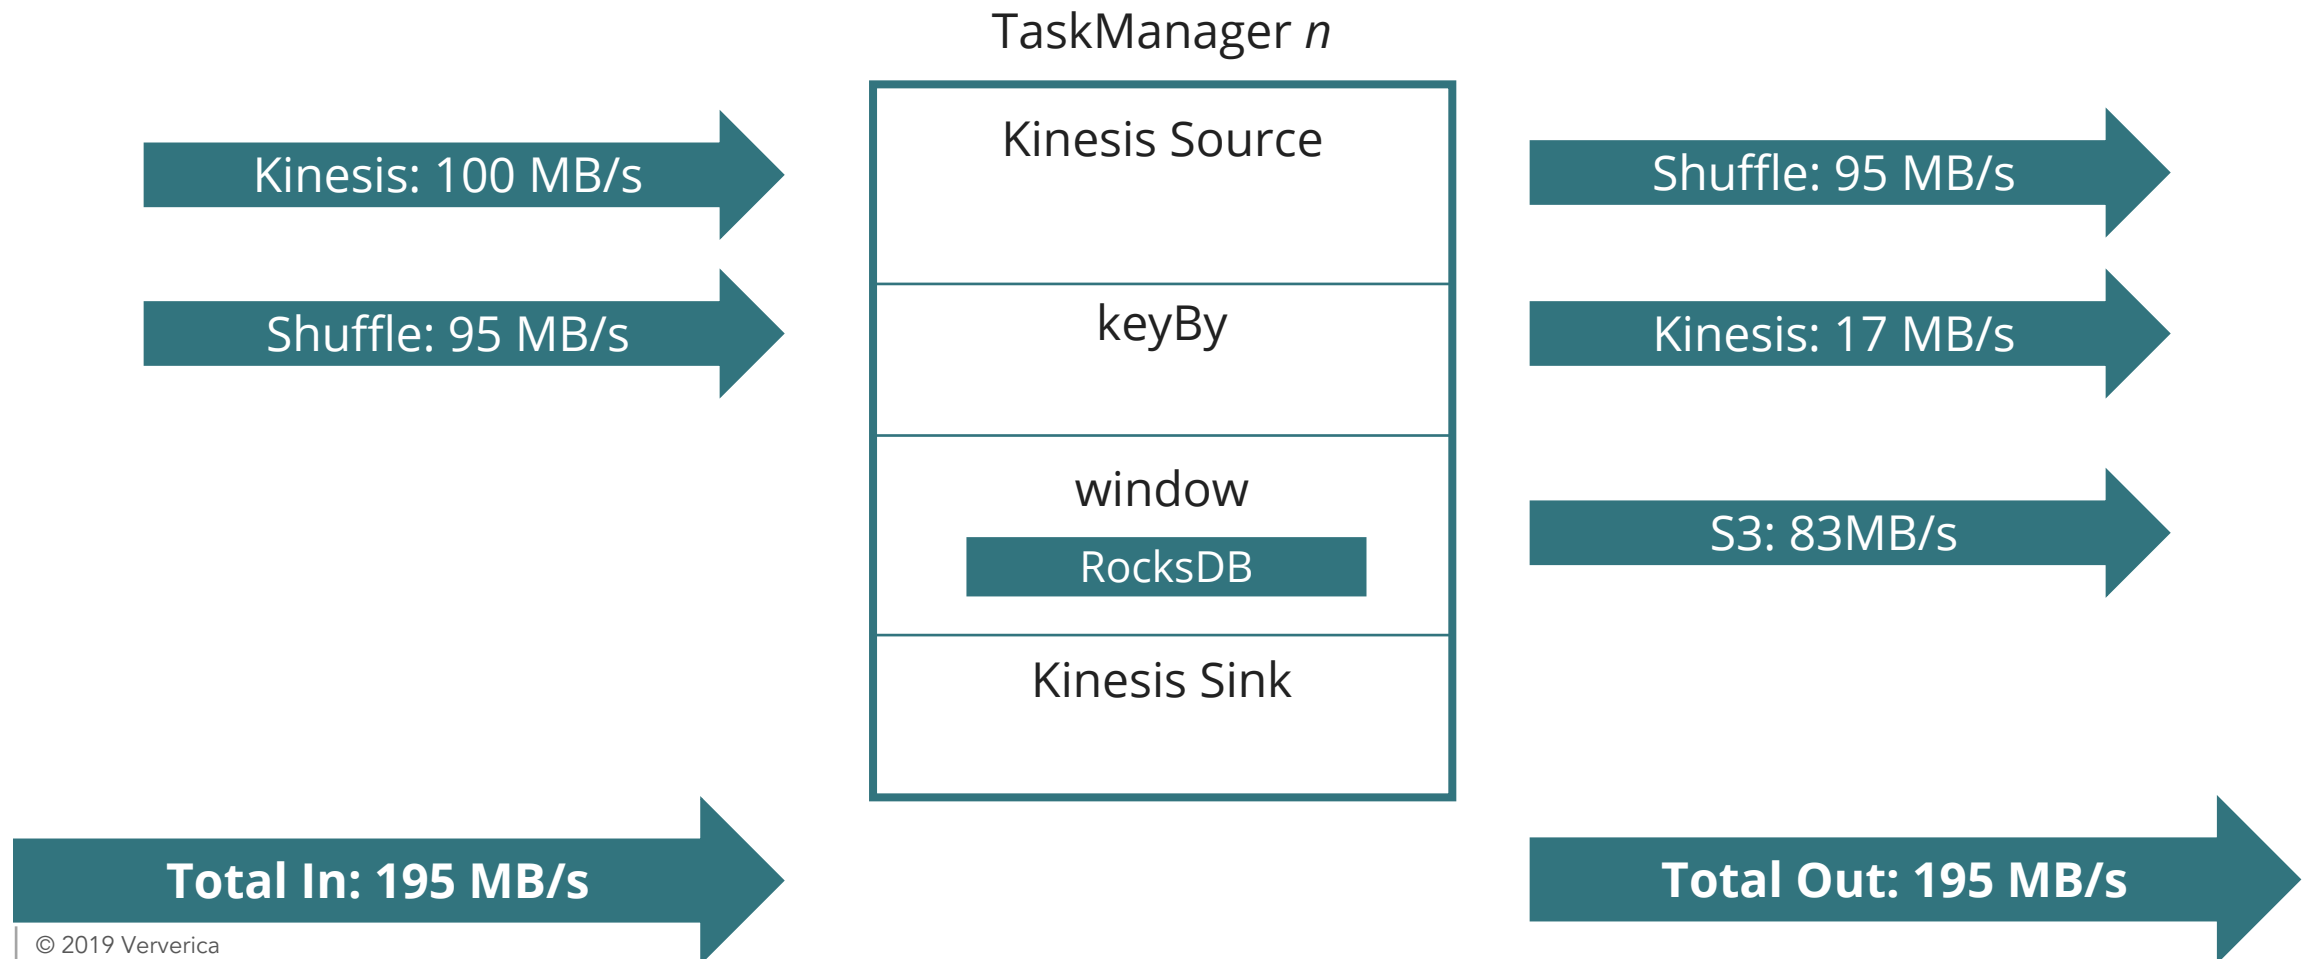 TaskManager n
Kinesis: 100 MB/s
Shuffle: 95 MB/s
Kinesis Source
keyBy
window
RocksDB
Kinesis Sink
Shuffle: 95 MB/s
Kinesis: 17 MB/s
S3: 83MB/s
Total In: 195 MB/s
Total Out: 195 MB/s
© 2019 Ververica